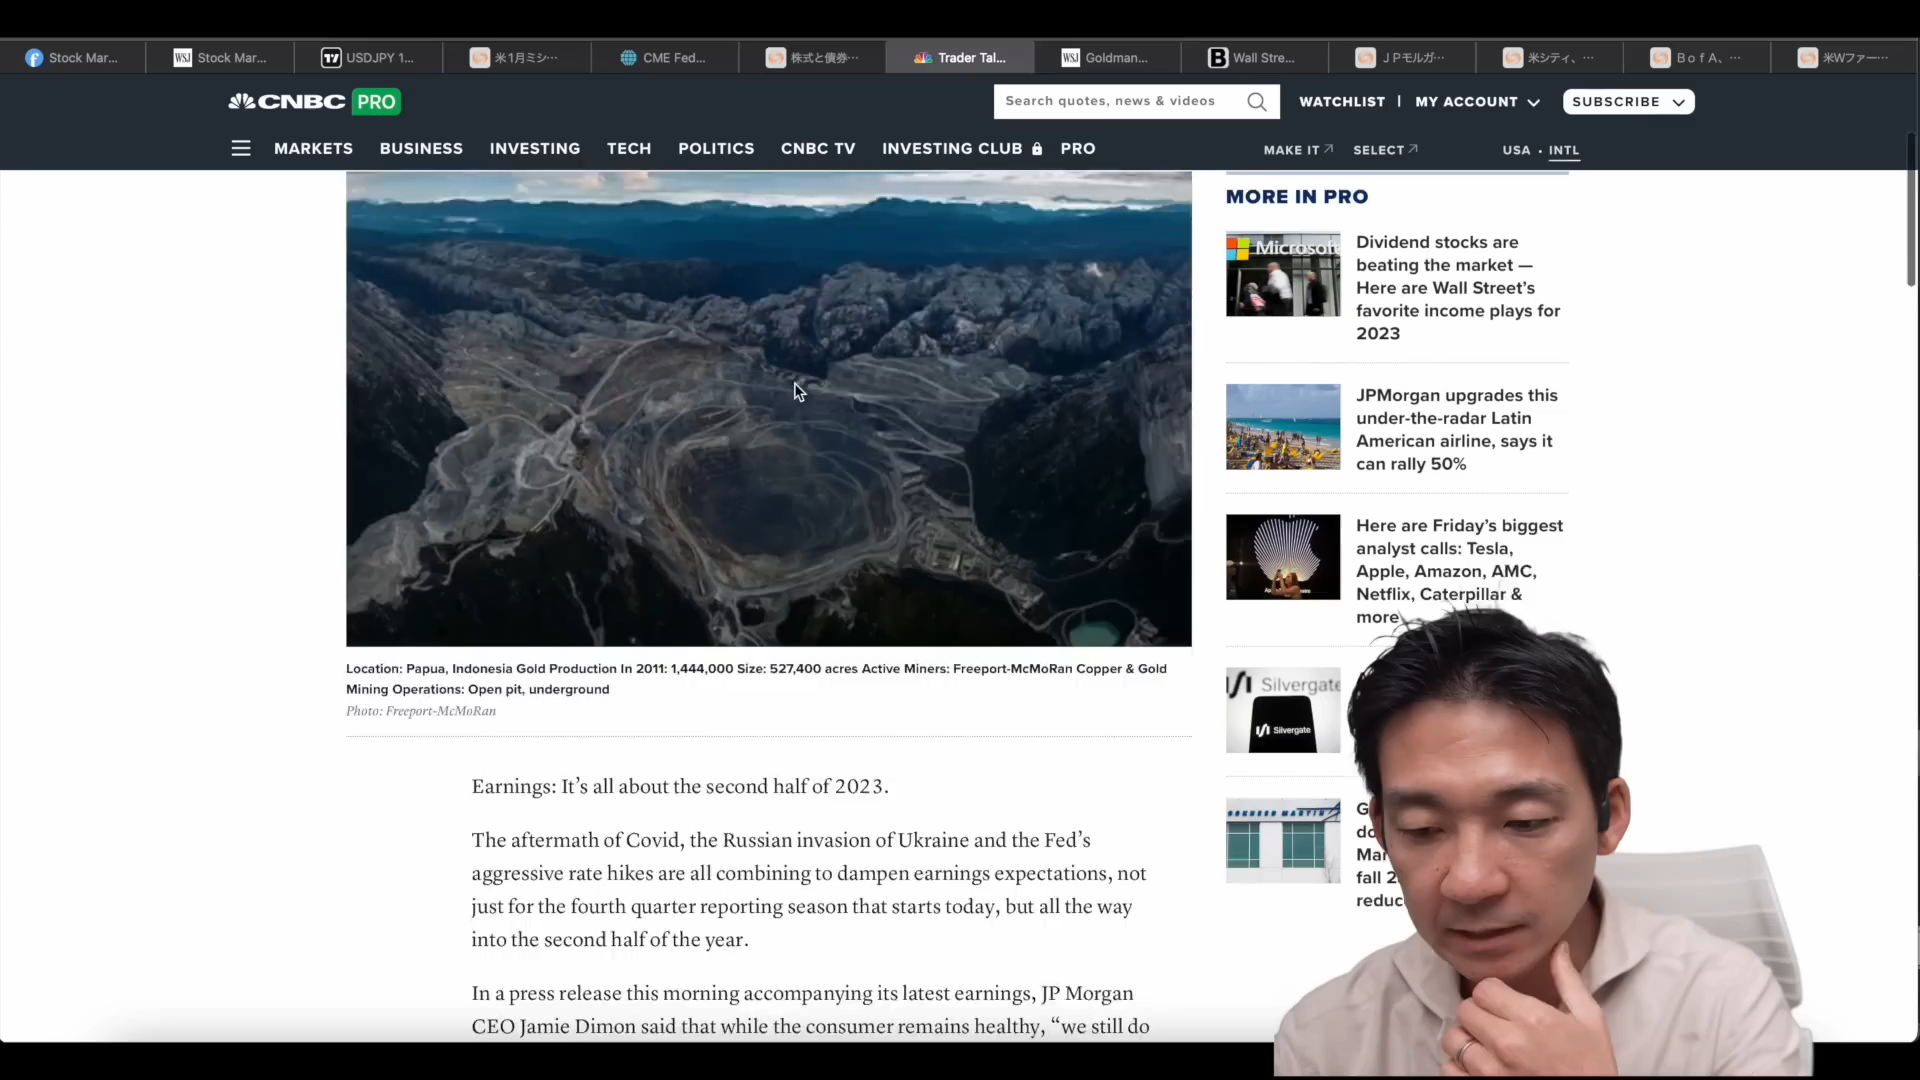 Stock Mar...
WSJ Stock Mar...
USDJPY 1...
米1月ミシ…
CME Fed...
株式と債券…
Trader Tal...
WSJ Goldman...
B Wall Stre...
ＪＰモルガ…
米シティ、…
ＢｏｆＡ、…
米Wファー…
CNBC PRO
Search quotes, news & videos
WATCHLIST | MY ACCOUNT
SUBSCRIBE
MARKETS BUSINESS INVESTING TECH POLITICS CNBC TV INVESTING CLUB PRO
MAKE IT SELECT USA • INTL
Location: Papua, Indonesia Gold Production In 2011: 1,444,000 Size: 527,400 acres Active Miners: Freeport-McMoRan Copper & Gold
Mining Operations: Open pit, underground
Photo: Freeport-McMoRan
Earnings: It’s all about the second half of 2023.
The aftermath of Covid, the Russian invasion of Ukraine and the Fed’s
aggressive rate hikes are all combining to dampen earnings expectations, not
just for the fourth quarter reporting season that starts today, but all the way
into the second half of the year.
In a press release this morning accompanying its latest earnings, JP Morgan
CEO Jamie Dimon said that while the consumer remains healthy, “we still do
MORE IN PRO
Microsoft
Dividend stocks are
beating the market —
Here are Wall Street’s
favorite income plays for
2023
JPMorgan upgrades this
under-the-radar Latin
American airline, says it
can rally 50%
Here are Friday’s biggest
analyst calls: Tesla,
Apple, Amazon, AMC,
Netflix, Caterpillar &
more
Silvergate
Silvergate
G
do
Mar
fall 2
reduc